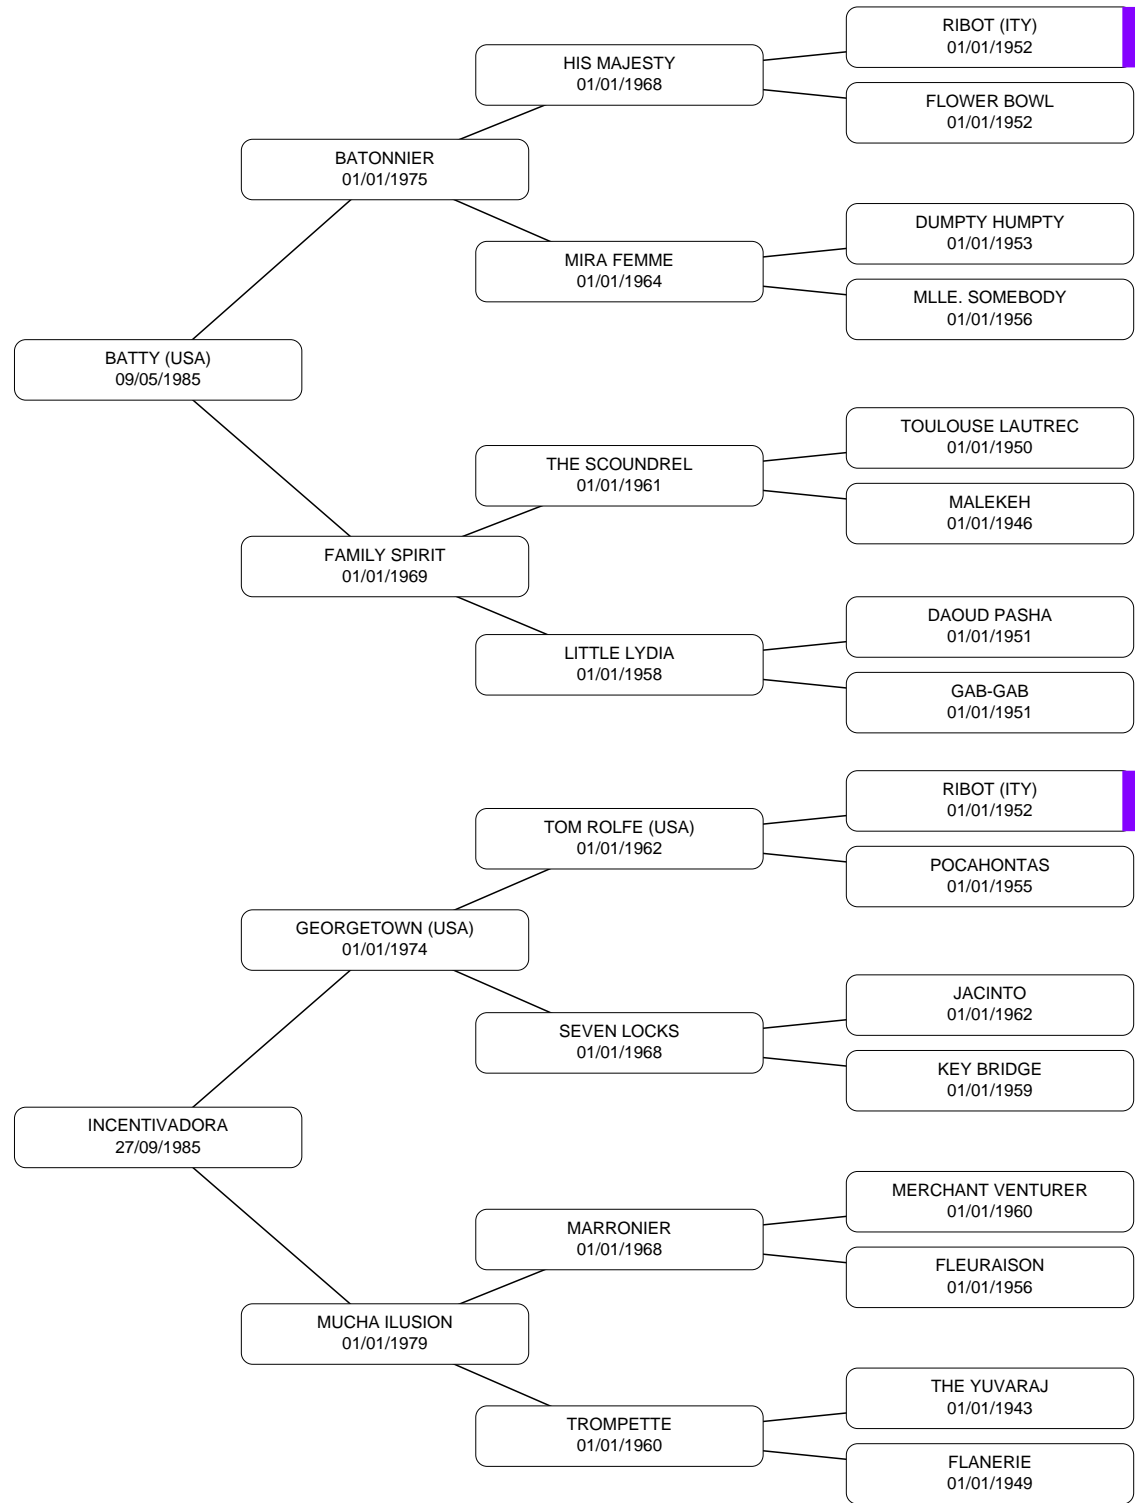 RIBOT (ITY)
01/01/1952
HIS MAJESTY
01/01/1968
FLOWER BOWL
01/01/1952
BATONNIER
01/01/1975
DUMPTY HUMPTY
01/01/1953
MIRA FEMME
01/01/1964
MLLE. SOMEBODY
01/01/1956
BATTY (USA)
09/05/1985
TOULOUSE LAUTREC
01/01/1950
THE SCOUNDREL
01/01/1961
MALEKEH
01/01/1946
FAMILY SPIRIT
01/01/1969
DAOUD PASHA
01/01/1951
LITTLE LYDIA
01/01/1958
GAB-GAB
01/01/1951
RIBOT (ITY)
01/01/1952
TOM ROLFE (USA)
01/01/1962
POCAHONTAS
01/01/1955
GEORGETOWN (USA)
01/01/1974
JACINTO
01/01/1962
SEVEN LOCKS
01/01/1968
KEY BRIDGE
01/01/1959
INCENTIVADORA
27/09/1985
MERCHANT VENTURER
01/01/1960
MARRONIER
01/01/1968
FLEURAISON
01/01/1956
MUCHA ILUSION
01/01/1979
THE YUVARAJ
01/01/1943
TROMPETTE
01/01/1960
FLANERIE
01/01/1949